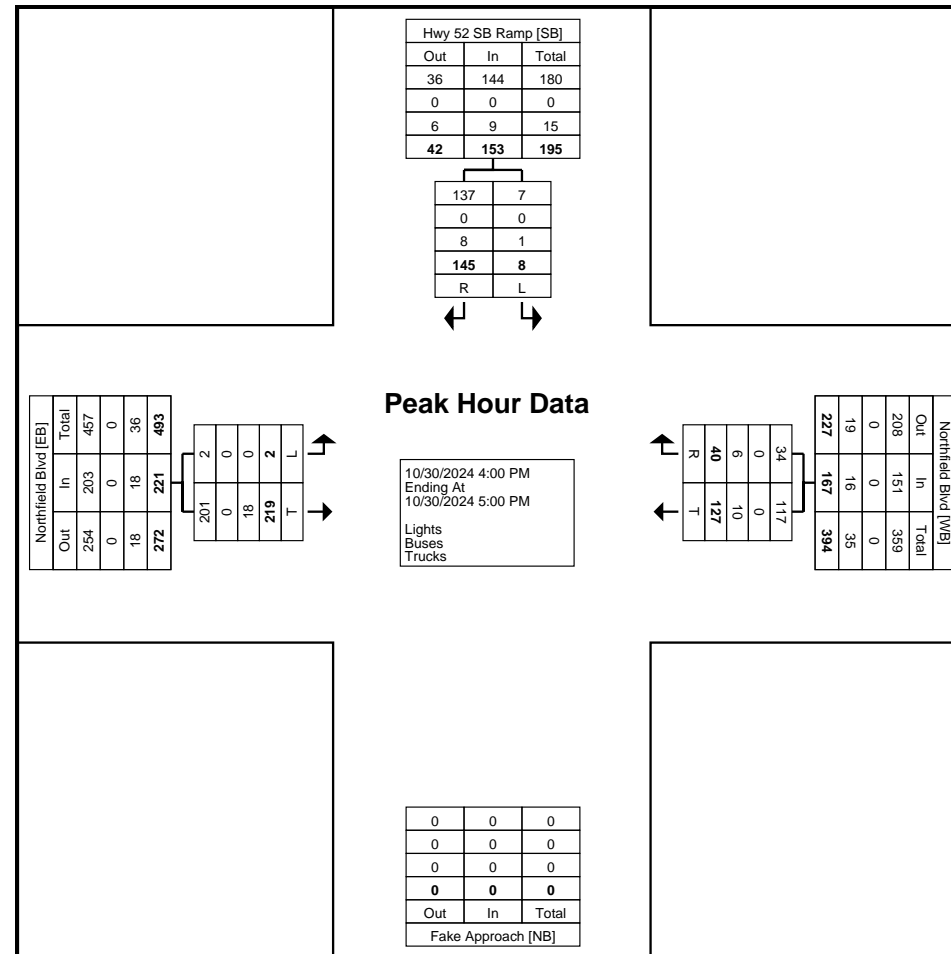 Hwy 52 SB Ramp [SB]
Out In Total
36 144 180
0 0 0
6 9 15
42 153 195
137 7
0 0
8 1
145 8
R L
Peak Hour Data
Northfield Blvd [EB]
Total In Out
457 203 254
0 0 0
36 18 18
493 221 272
2 201
0 0
0 18
2 219
L T
10/30/2024 4:00 PM
Ending At
10/30/2024 5:00 PM
Lights
Buses
Trucks
Northfield Blvd [WB]
Out In Total
208 151 359
0 0 0
19 16 35
227 167 394
34 117
0 0
6 10
40 127
R T
0 0 0
0 0 0
0 0 0
0 0 0
Out In Total
Fake Approach [NB]